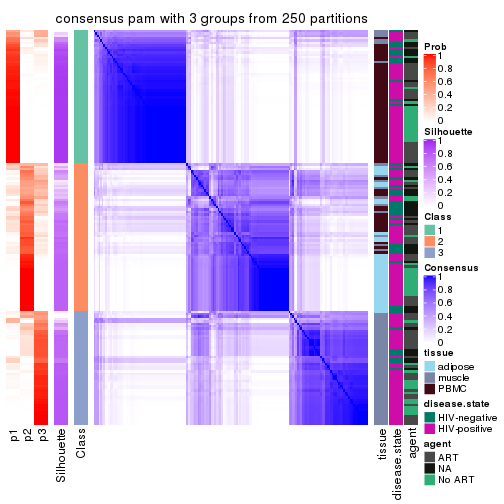 consensus pam with 3 groups from 250 partitions
Prob
1
0.8
0.6
0.4
0.2
0
Silhouette
1
0.8
0.6
0.4
0.2
0
Class
1
2
3
Consensus
1
0.8
0.6
0.4
0.2
0
tissue
adipose
muscle
PBMC
disease.state
HIV-negative
HIV-positive
agent
ART
NA
No ART
p1
p2
p3
Silhouette
Class
tissue
disease.state
agent